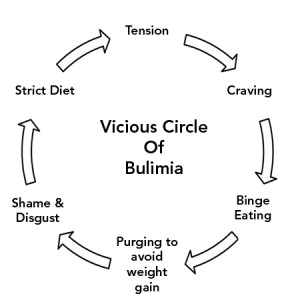 Vicious Circle
Of
Bulimia
Tension
Craving
Binge
Eating
Purging to
avoid
weight
gain
Shame &
Disgust
Strict Diet